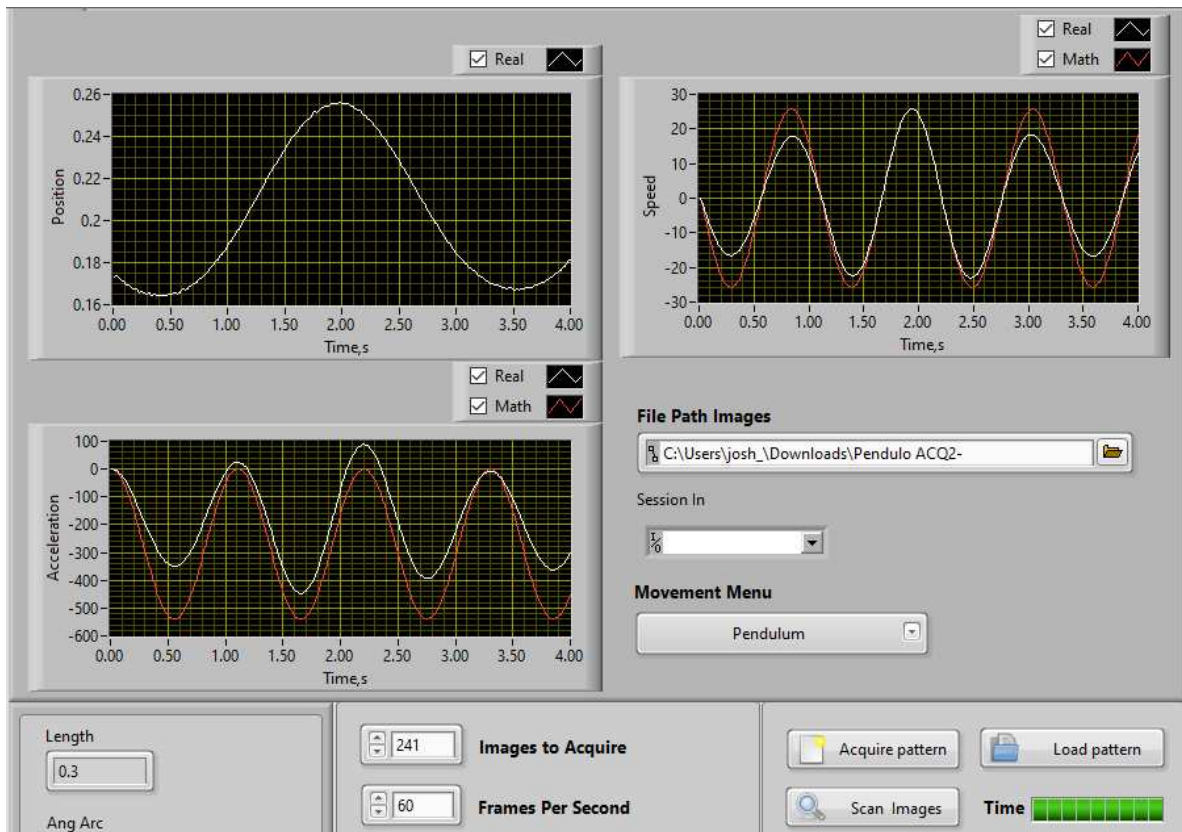 Real
0.26
0.24
0.22
0.2
0.18
0.16
Position
0.00 0.50 1.00 1.50 2.00 2.50 3.00 3.50 4.00
Time,s
Real
Math
30
20
10
0
-10
-20
-30
Speed
0.00 0.50 1.00 1.50 2.00 2.50 3.00 3.50 4.00
Time,s
Real
Math
100
0
-100
-200
-300
-400
-500
-600
Acceleration
0.00 0.50 1.00 1.50 2.00 2.50 3.00 3.50 4.00
Time,s
File Path Images
C:\Users\josh_\Downloads\Pendulo ACQ2-
Session In
I/0
Movement Menu
Pendulum
Length
0.3
Ang Arc
241 Images to Acquire
60 Frames Per Second
Acquire pattern
Load pattern
Scan Images
Time